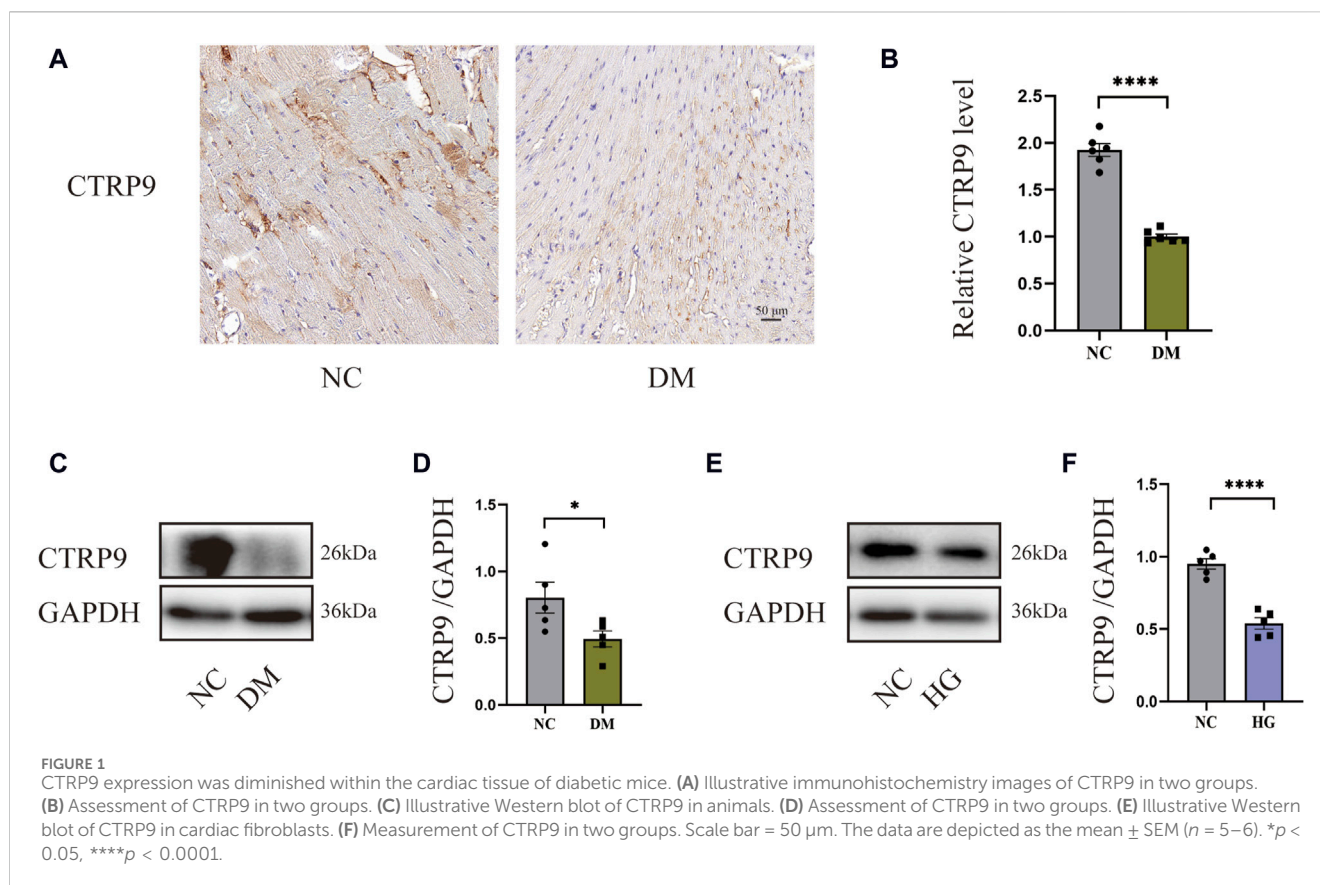 A
CTRP9
50 µm
NC
DM
B
Relative CTRP9 level
****
2.5
2.0
1.5
1.0
0.5
0.0
NC
DM
C
CTRP9
26kDa
GAPDH
36kDa
NC
DM
D
CTRP9 /GAPDH
*
1.5
1.0
0.5
0.0
NC
DM
E
CTRP9
26kDa
GAPDH
36kDa
NC
HG
F
CTRP9 /GAPDH
****
1.5
1.0
0.5
0.0
NC
HG
FIGURE 1
CTRP9 expression was diminished within the cardiac tissue of diabetic mice. (A) Illustrative immunohistochemistry images of CTRP9 in two groups.
(B) Assessment of CTRP9 in two groups. (C) Illustrative Western blot of CTRP9 in animals. (D) Assessment of CTRP9 in two groups. (E) Illustrative Western
blot of CTRP9 in cardiac fibroblasts. (F) Measurement of CTRP9 in two groups. Scale bar = 50 µm. The data are depicted as the mean ± SEM (n = 5–6). *p <
0.05, ****p < 0.0001.